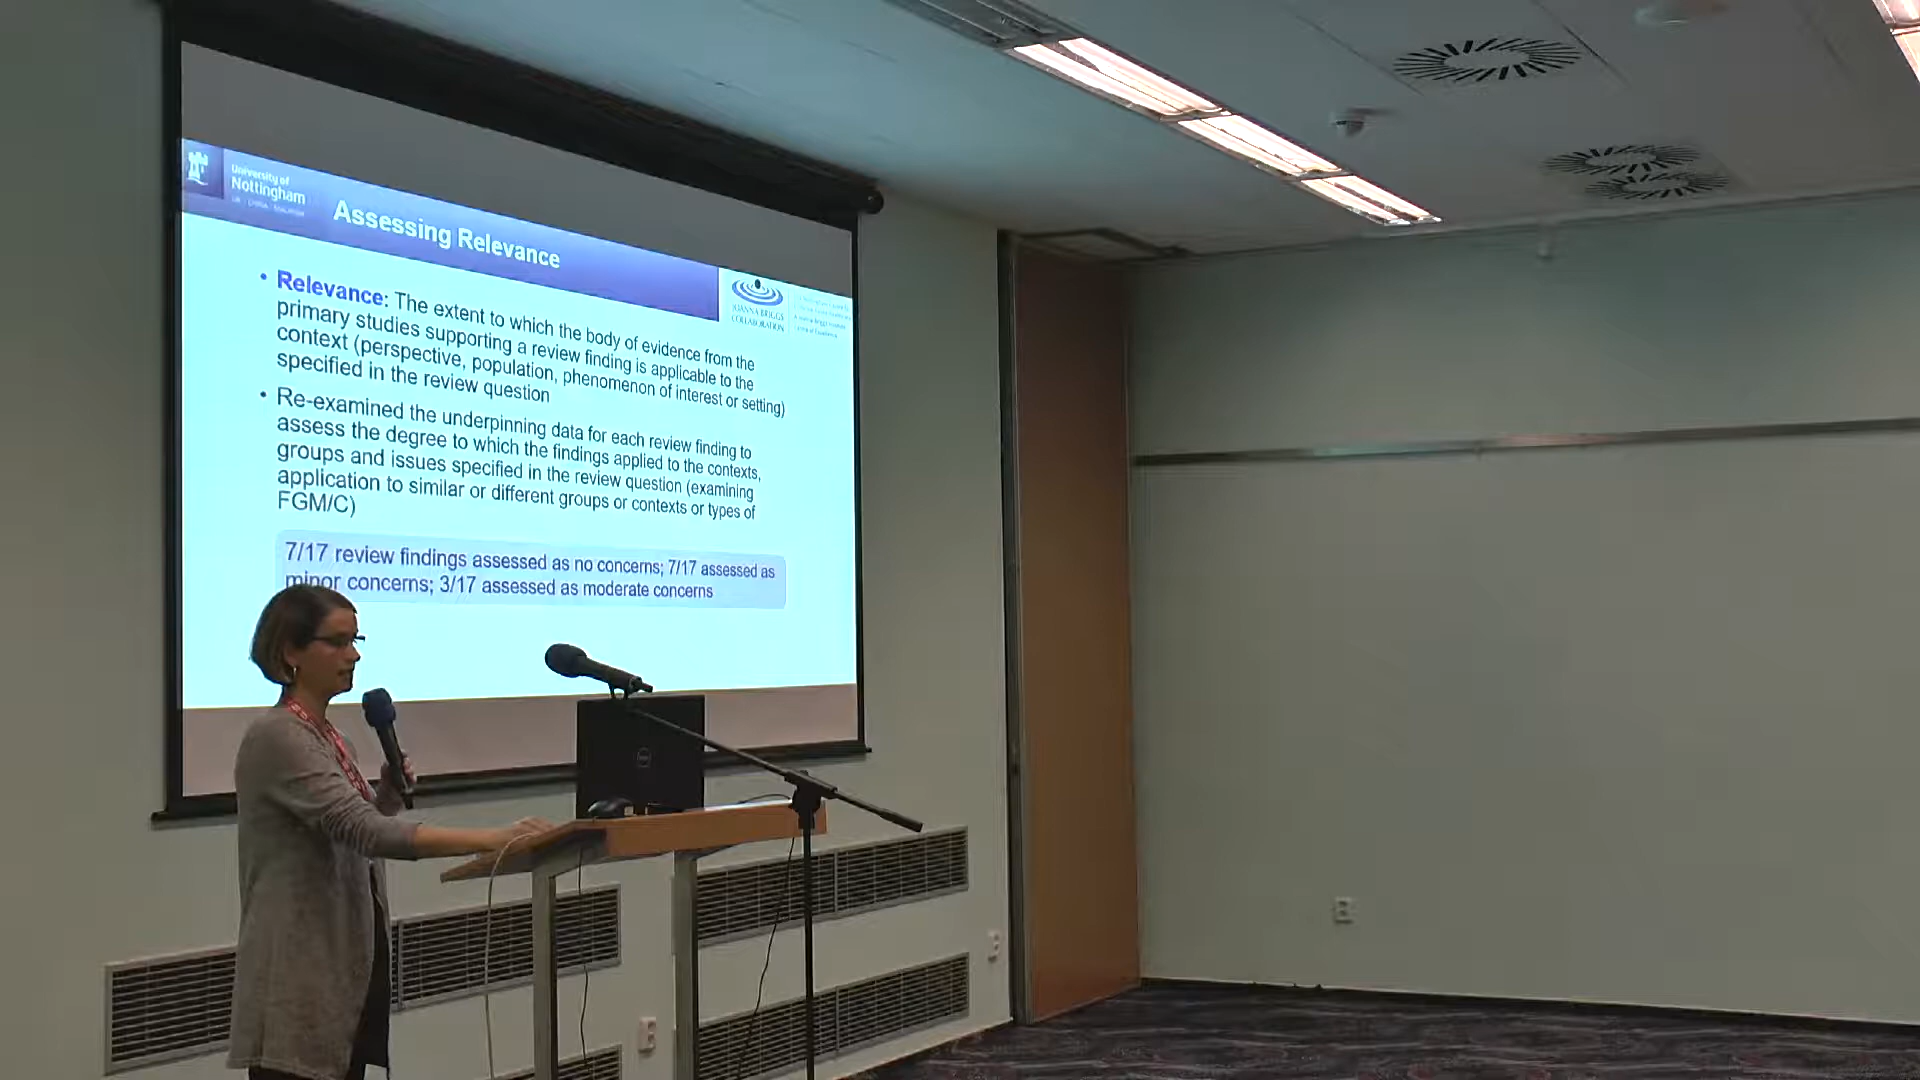 University of
Nottingham
UK | CHINA | MALAYSIA
Assessing Relevance
JOANNA BRIGGS
COLLABORATION
• Relevance: The extent to which the body of evidence from the
primary studies supporting a review finding is applicable to the
context (perspective, population, phenomenon of interest or setting)
specified in the review question
• Re-examined the underpinning data for each review finding to
assess the degree to which the findings applied to the contexts,
groups and issues specified in the review question (examining
application to similar or different groups or contexts or types of
FGM/C)
7/17 review findings assessed as no concerns; 7/17 assessed as
minor concerns; 3/17 assessed as moderate concerns